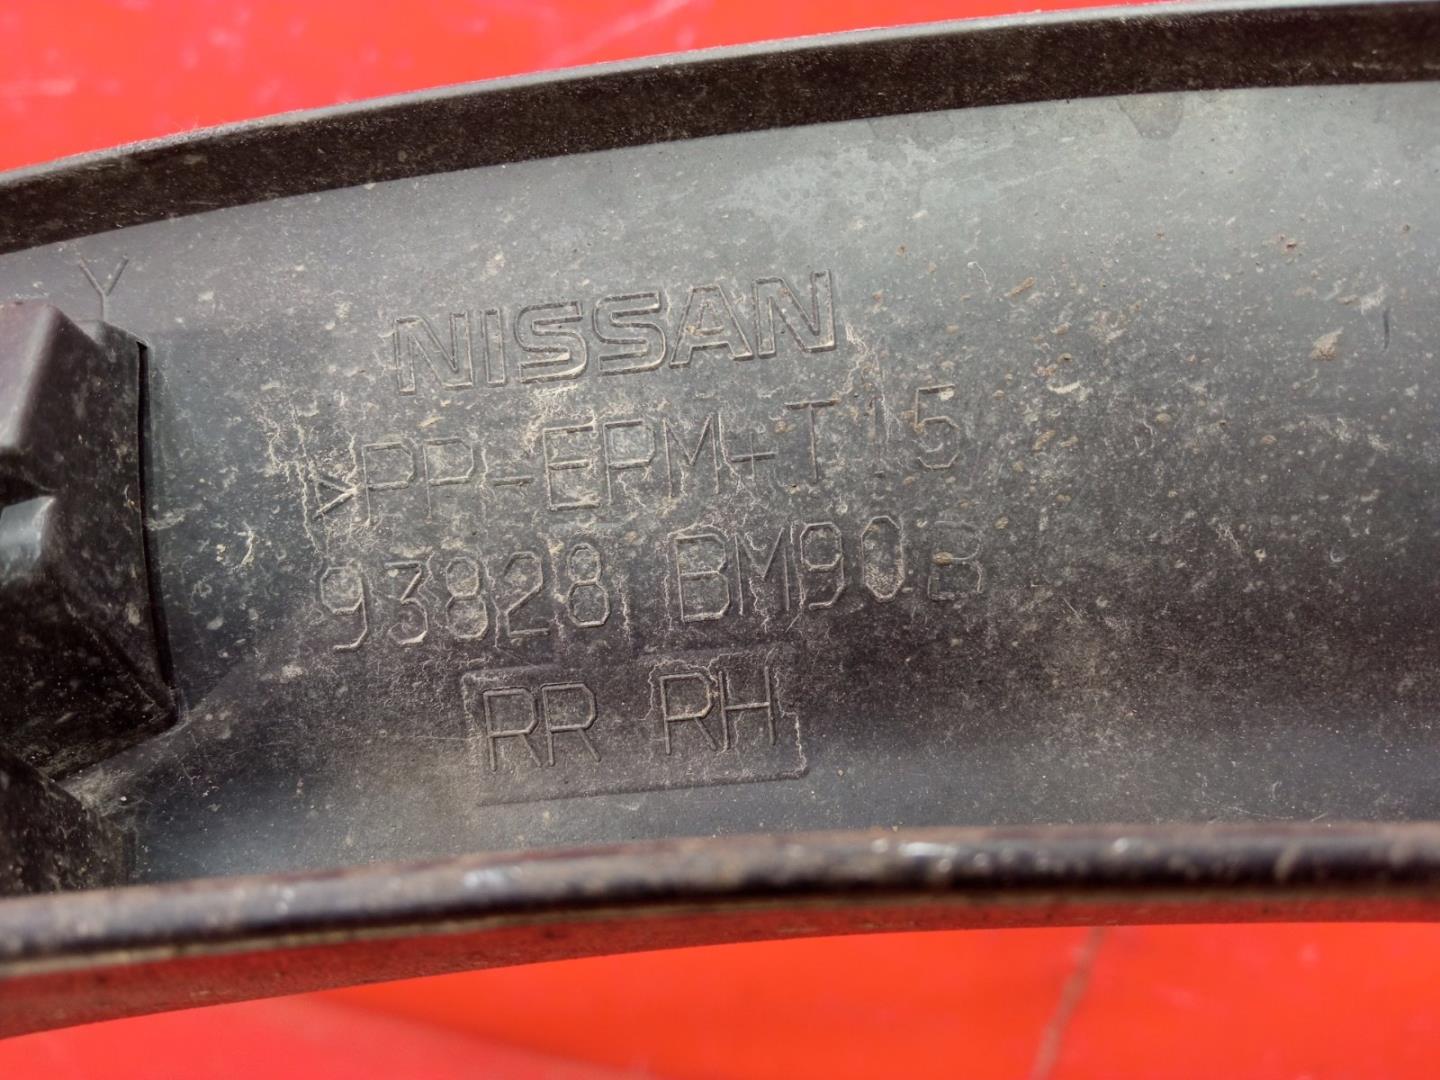 NISSAN
>PP-EPM+T15
93828 BM90B
RR RH